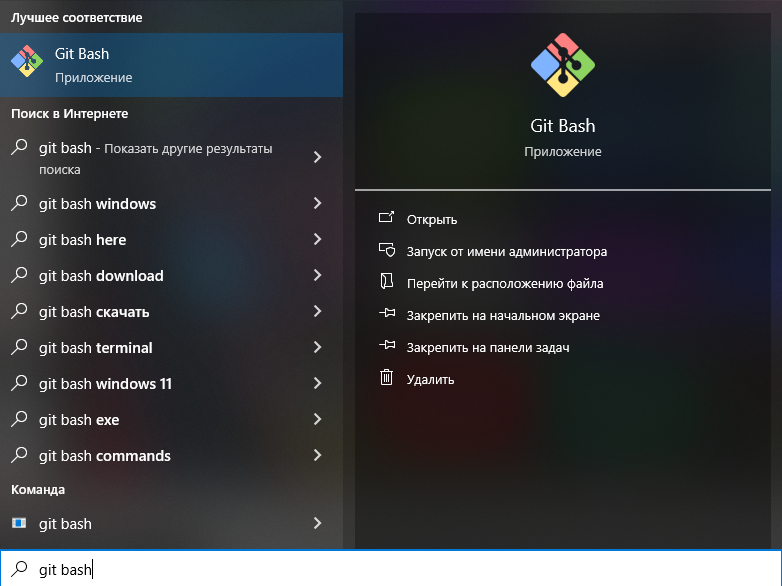 Лучшее соответствие
Git Bash
Приложение
Поиск в Интернете
git bash - Показать другие результаты
поиска
git bash windows
git bash here
git bash download
git bash скачать
git bash terminal
git bash windows 11
git bash exe
git bash commands
Команда
git bash
git bash
Git Bash
Приложение
Открыть
Запуск от имени администратора
Перейти к расположению файла
Закрепить на начальном экране
Закрепить на панели задач
Удалить